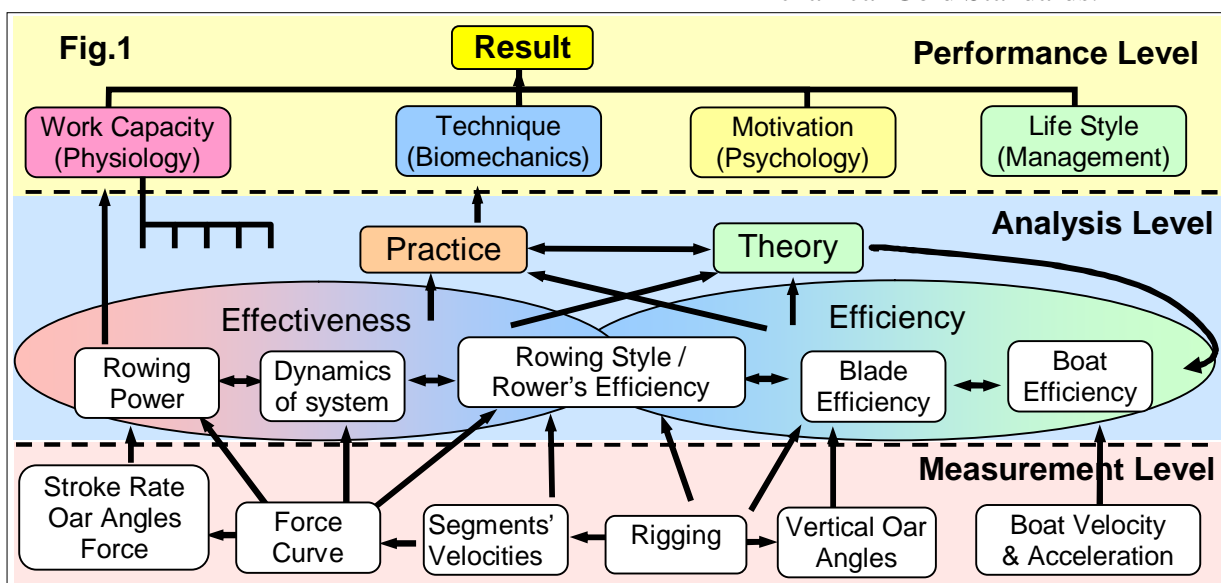 Fig.1
Result
Performance Level
Work Capacity
(Physiology)
Technique
(Biomechanics)
Motivation
(Psychology)
Life Style
(Management)
Analysis Level
Practice
Theory
Effectiveness
Efficiency
Rowing
Power
Dynamics
of system
Rowing Style /
Rower's Efficiency
Blade
Efficiency
Boat
Efficiency
Measurement Level
Stroke Rate
Oar Angles
Force
Force
Curve
Segments'
Velocities
Rigging
Vertical Oar
Angles
Boat Velocity
& Acceleration